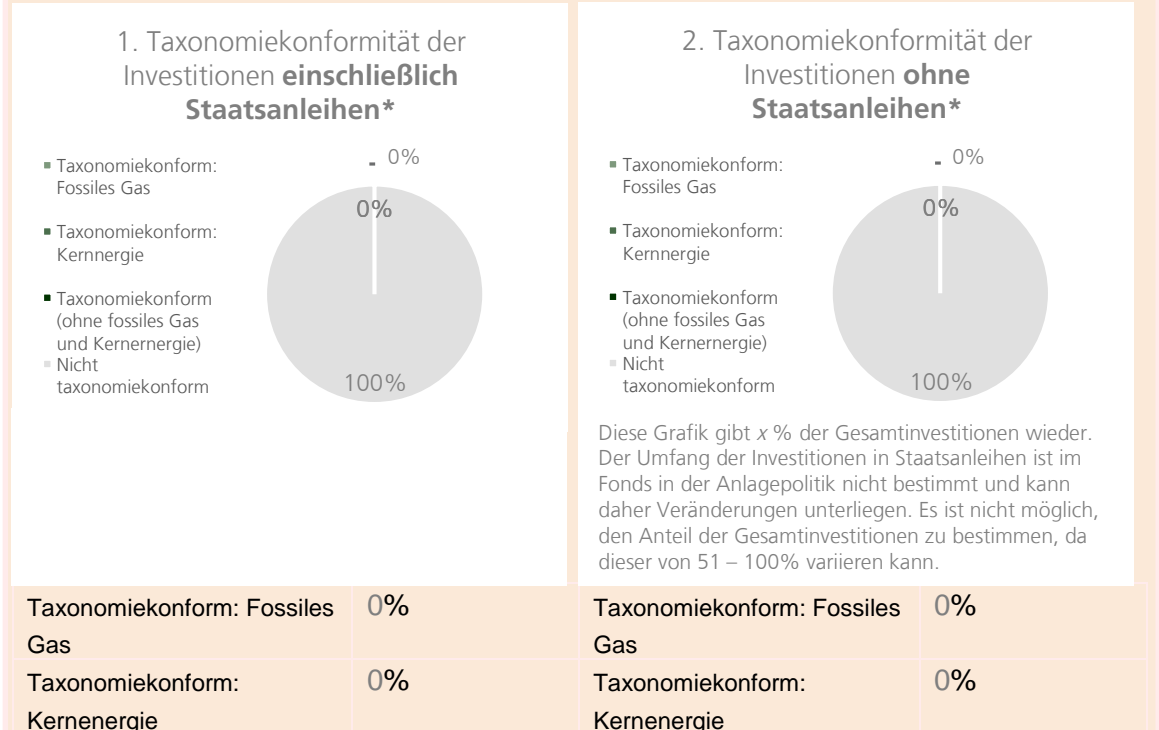 1. Taxonomiekonformität der
Investitionen einschließlich
Staatsanleihen*
Taxonomiekonform:
Fossiles Gas
Taxonomiekonform:
Kernnergie
Taxonomiekonform
(ohne fossiles Gas
und Kernernergie)
Nicht
taxonomiekonform
- 0%
0%
100%
2. Taxonomiekonformität der
Investitionen ohne
Staatsanleihen*
Taxonomiekonform:
Fossiles Gas
Taxonomiekonform:
Kernnergie
Taxonomiekonform
(ohne fossiles Gas
und Kernernergie)
Nicht
taxonomiekonform
- 0%
0%
100%
Diese Grafik gibt x % der Gesamtinvestitionen wieder.
Der Umfang der Investitionen in Staatsanleihen ist im
Fonds in der Anlagepolitik nicht bestimmt und kann
daher Veränderungen unterliegen. Es ist nicht möglich,
den Anteil der Gesamtinvestitionen zu bestimmen, da
dieser von 51 – 100% variieren kann.
Taxonomiekonform: Fossiles 0%
Gas
Taxonomiekonform: Fossiles 0%
Gas
Taxonomiekonform: 0%
Kernenergie
Taxonomiekonform: 0%
Kernenergie